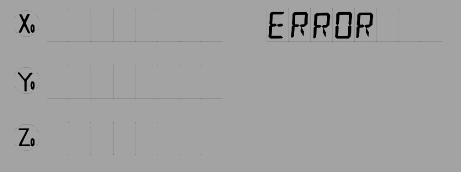 X₀ ERROR
Y₀
Z₀